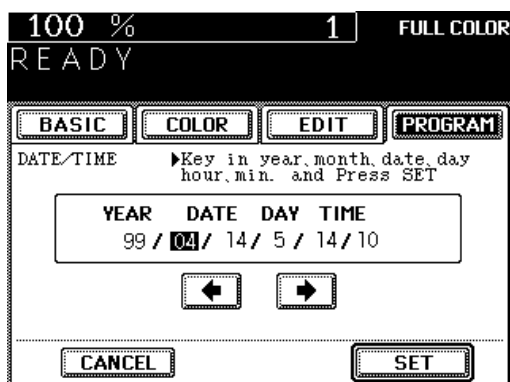 100 % 1 FULL COLOR
READY
BASIC COLOR EDIT PROGRAM
DATE/TIME ▶Key in year,month,date,day
hour,min. and Press SET
YEAR DATE DAY TIME
99 / 04 / 14 / 5 / 14 / 10
CANCEL SET